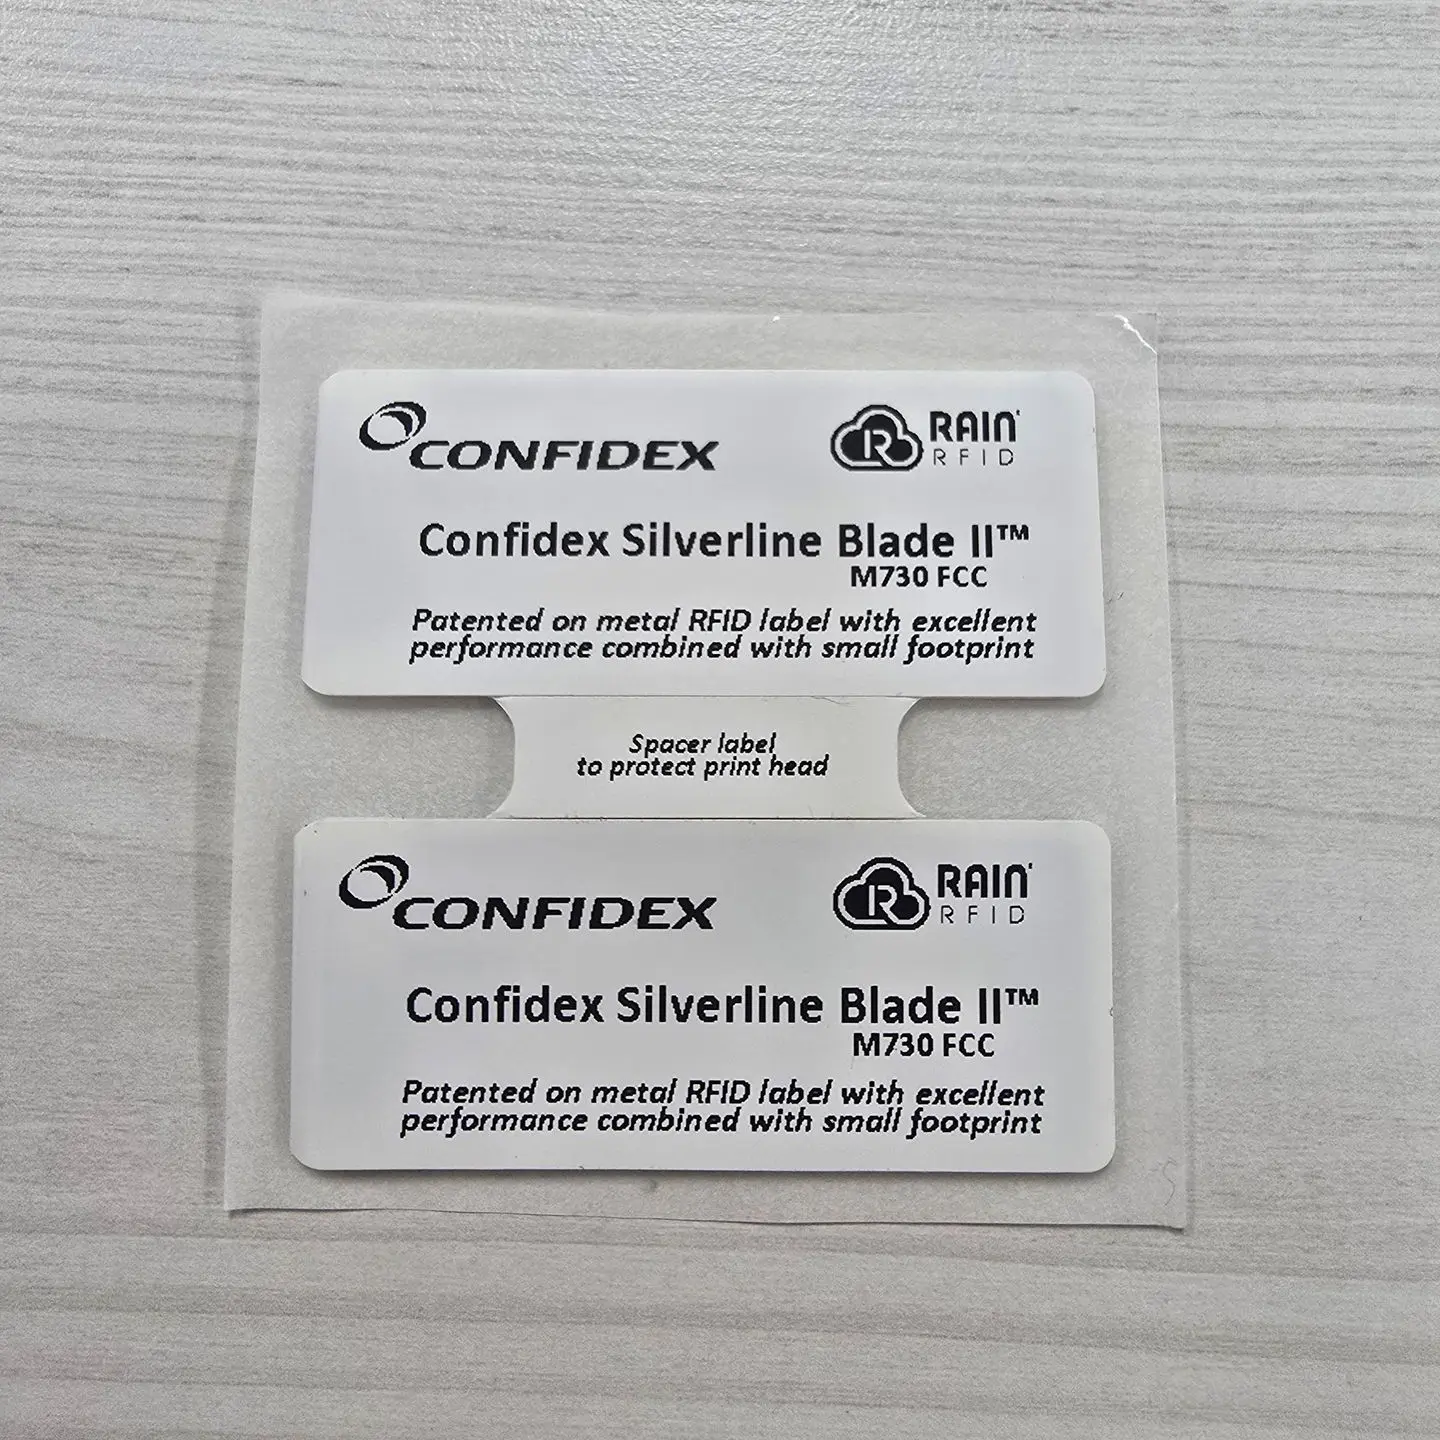 CONFIDEX
RAIN
RFID
Confidex Silverline Blade II™
M730 FCC
Patented on metal RFID label with excellent
performance combined with small footprint
Spacer label
to protect print head
CONFIDEX
RAIN
RFID
Confidex Silverline Blade II™
M730 FCC
Patented on metal RFID label with excellent
performance combined with small footprint